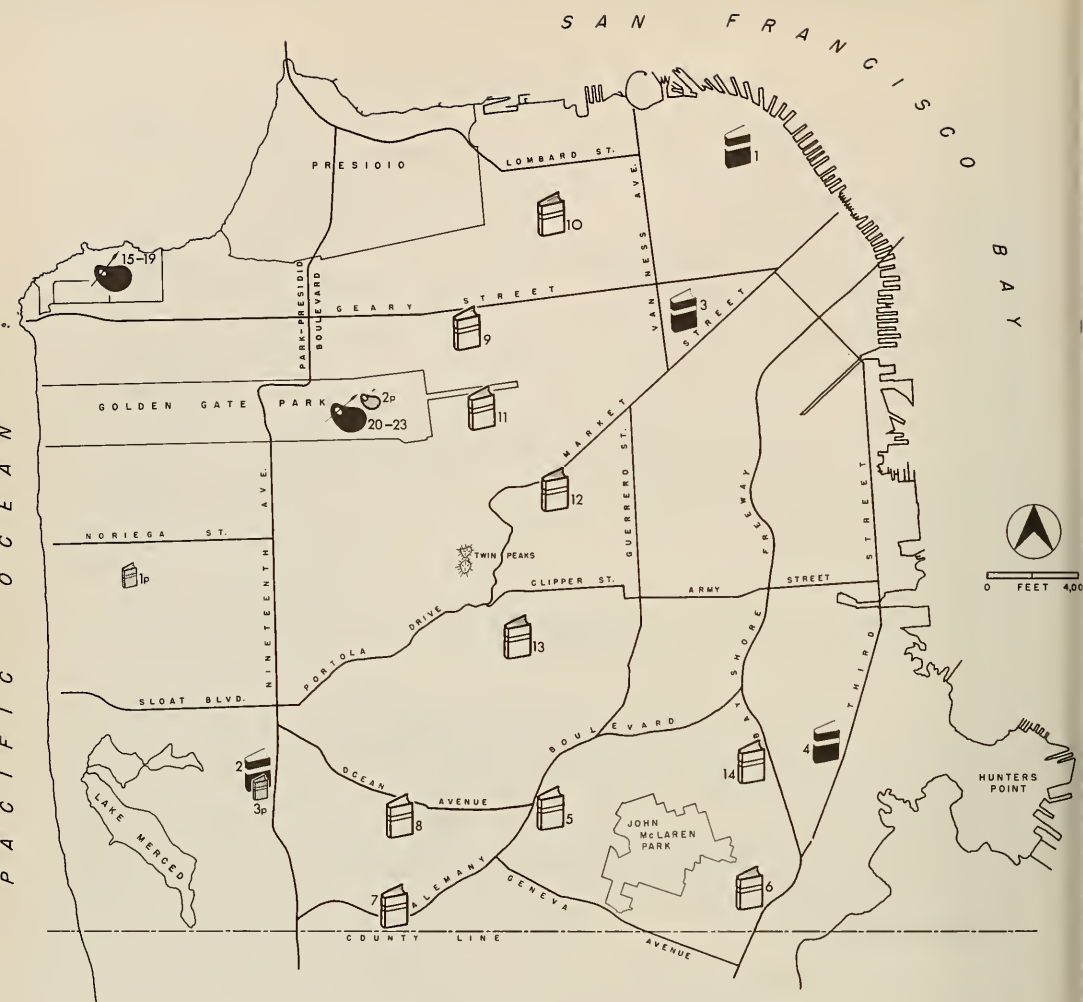 SAN FRANCISCO BAY
PRESIDIO
LOMBARD ST.
1
VAN NESS AVE.
10
15-19
PARK-PRESIDIO
BOULEVARD
GEARY STREET
3
9
VAN NESS
MARKET STREET
GOLDEN GATE PARK
2p
20-23
11
12
GUERRERO ST.
FREEWAY
THIRD STREET
NINETEENTH AVE.
NORIEGA ST.
1p
TWIN PEAKS
CLIPPER ST.
ARMY STREET
0 FEET 4,00
PORTOLA DRIVE
13
BAY SHORE
SLOAT BLVD.
BOULEVARD
4
14
2
3p
OCEAN AVENUE
8
5
HUNTERS
POINT
LAKE MERCED
JOHN
McLAREN
PARK
6
7
ALEMANY
GENEVA AVENUE
COUNTY LINE
PACIFIC OCEAN